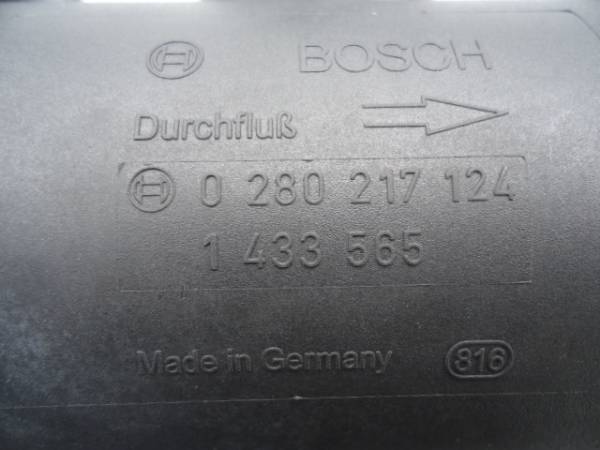 BOSCH
Durchfluß
0 280 217 124
1 433 565
Made in Germany 816